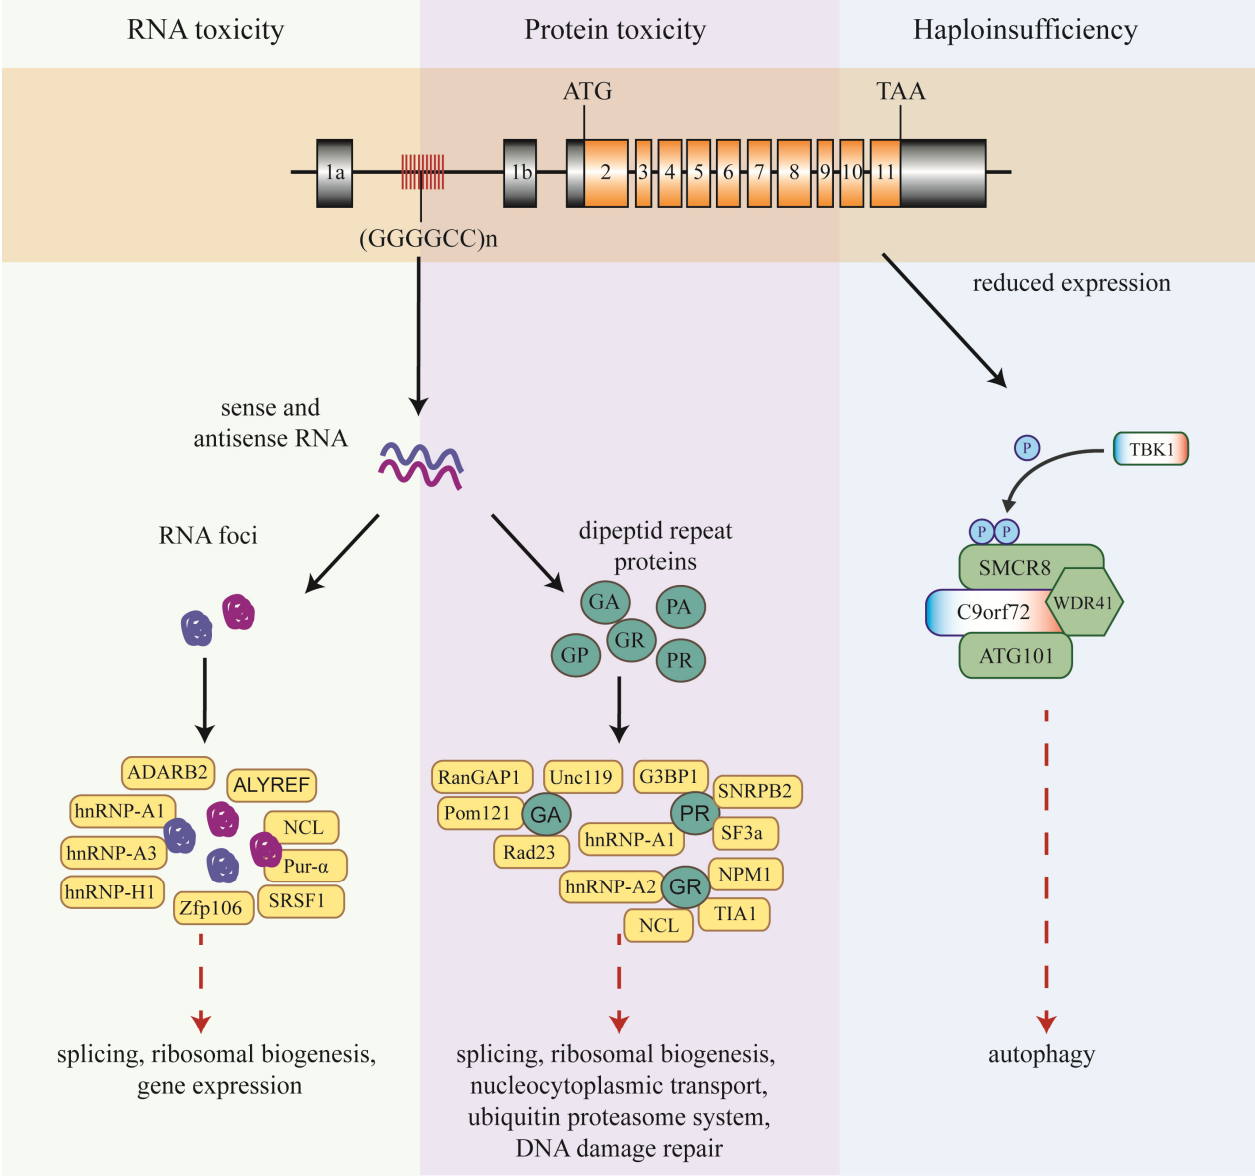 RNA toxicity
Protein toxicity
Haploinsufficiency
ATG
TAA
1a
1b
2
3
4
5
6
7
8
9
10
11
(GGGGCC)n
reduced expression
sense and
antisense RNA
P
TBK1
RNA foci
dipeptid repeat
proteins
P
P
SMCR8
C9orf72
WDR41
ATG101
GA
PA
GR
GP
PR
ADARB2
ALYREF
hnRNP-A1
NCL
hnRNP-A3
Pur-α
hnRNP-H1
Zfp106
SRSF1
RanGAP1
Unc119
G3BP1
SNRPB2
Pom121
GA
PR
hnRNP-A1
SF3a
Rad23
hnRNP-A2
GR
NPM1
NCL
TIA1
splicing, ribosomal biogenesis,
gene expression
splicing, ribosomal biogenesis,
nucleocytoplasmic transport,
ubiquitin proteasome system,
DNA damage repair
autophagy